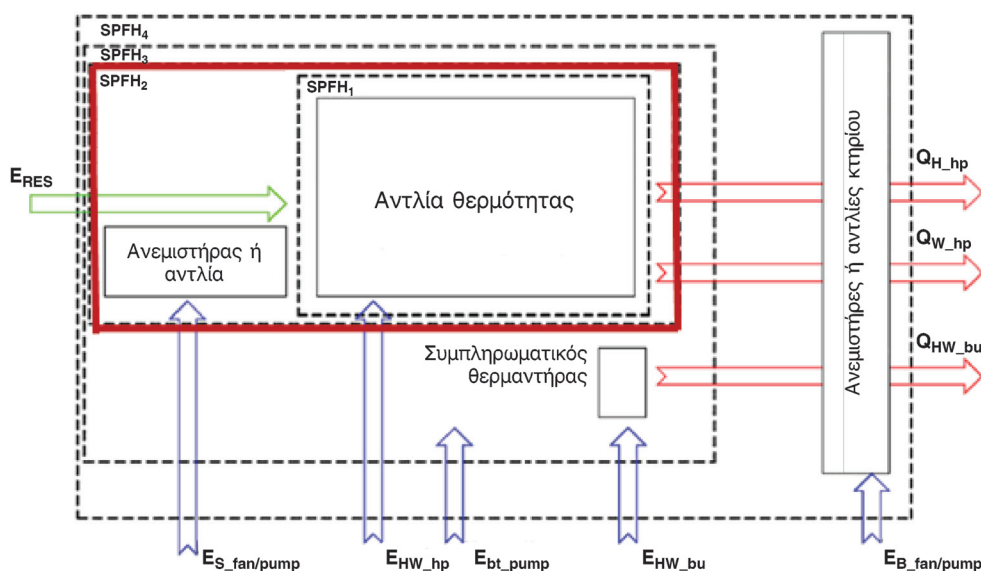 SPFH4
SPFH3
SPFH2
SPFH1
ERES
Αντλία θερμότητας
Ανεμιστήρας ή
αντλία
Συμπληρωματικός
θερμαντήρας
Ανεμιστήρες ή αντλίες κτηρίου
QH_hp
QW_hp
QHW_bu
ES_fan/pump
EHW_hp
Ebt_pump
EHW_bu
EB_fan/pump